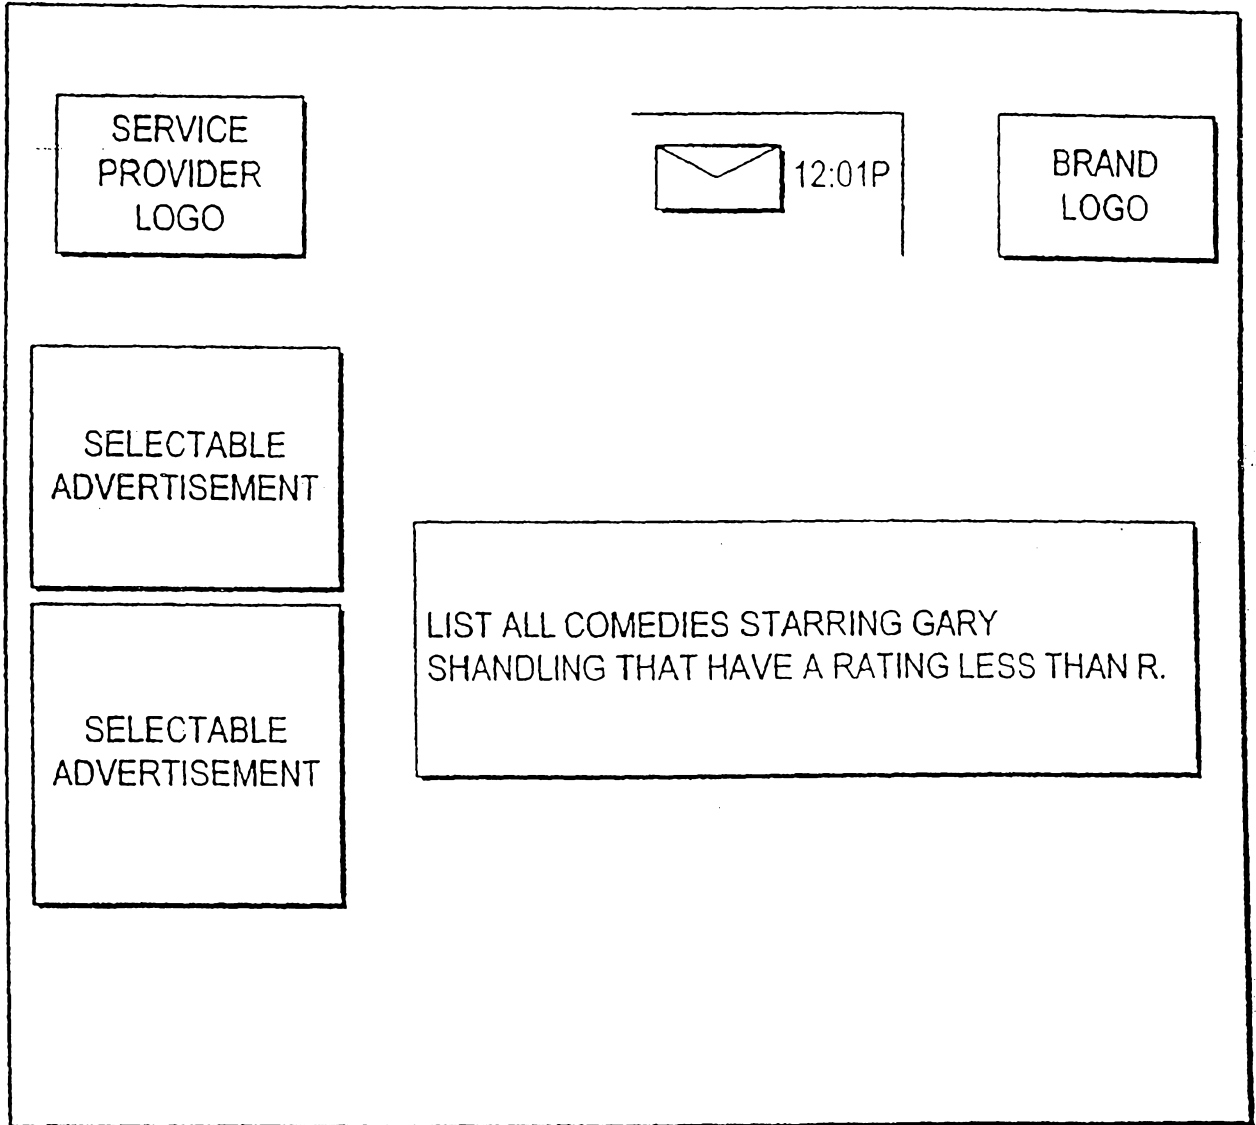 SERVICE
PROVIDER
LOGO
12:01P
BRAND
LOGO
SELECTABLE
ADVERTISEMENT
SELECTABLE
ADVERTISEMENT
LIST ALL COMEDIES STARRING GARY
SHANDLING THAT HAVE A RATING LESS THAN R.